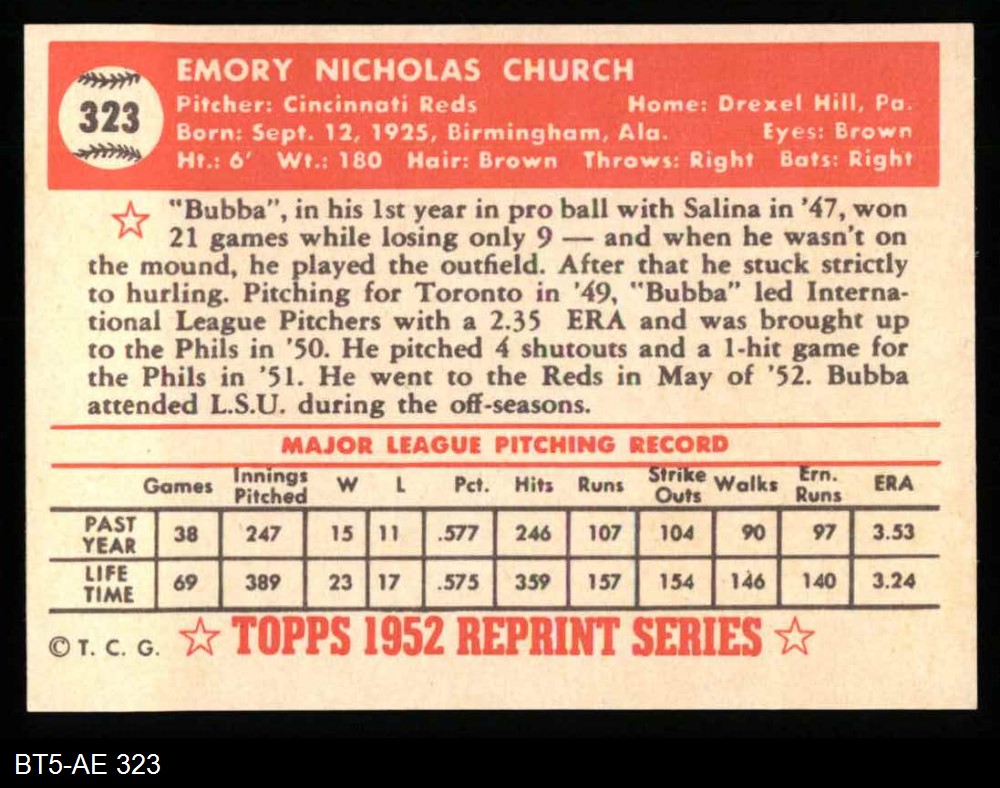 323
EMORY NICHOLAS CHURCH
Pitcher: Cincinnati Reds Home: Drexel Hill, Pa.
Born: Sept. 12, 1925, Birmingham, Ala. Eyes: Brown
Ht.: 6' Wt.: 180 Hair: Brown Throws: Right Bats: Right
"Bubba", in his 1st year in pro ball with Salina in '47, won
21 games while losing only 9 — and when he wasn't on
the mound, he played the outfield. After that he stuck strictly
to hurling. Pitching for Toronto in '49, "Bubba" led Interna-
tional League Pitchers with a 2.35 ERA and was brought up
to the Phils in '50. He pitched 4 shutouts and a 1-hit game for
the Phils in '51. He went to the Reds in May of '52. Bubba
attended L.S.U. during the off-seasons.
MAJOR LEAGUE PITCHING RECORD
Games Innings Pitched W L Pct. Hits Runs Strike Outs Walks Ern. Runs ERA
PAST YEAR 38 247 15 11 .577 246 107 104 90 97 3.53
LIFE TIME 69 389 23 17 .575 359 157 154 146 140 3.24
© T. C. G. TOPPS 1952 REPRINT SERIES
BT5-AE 323